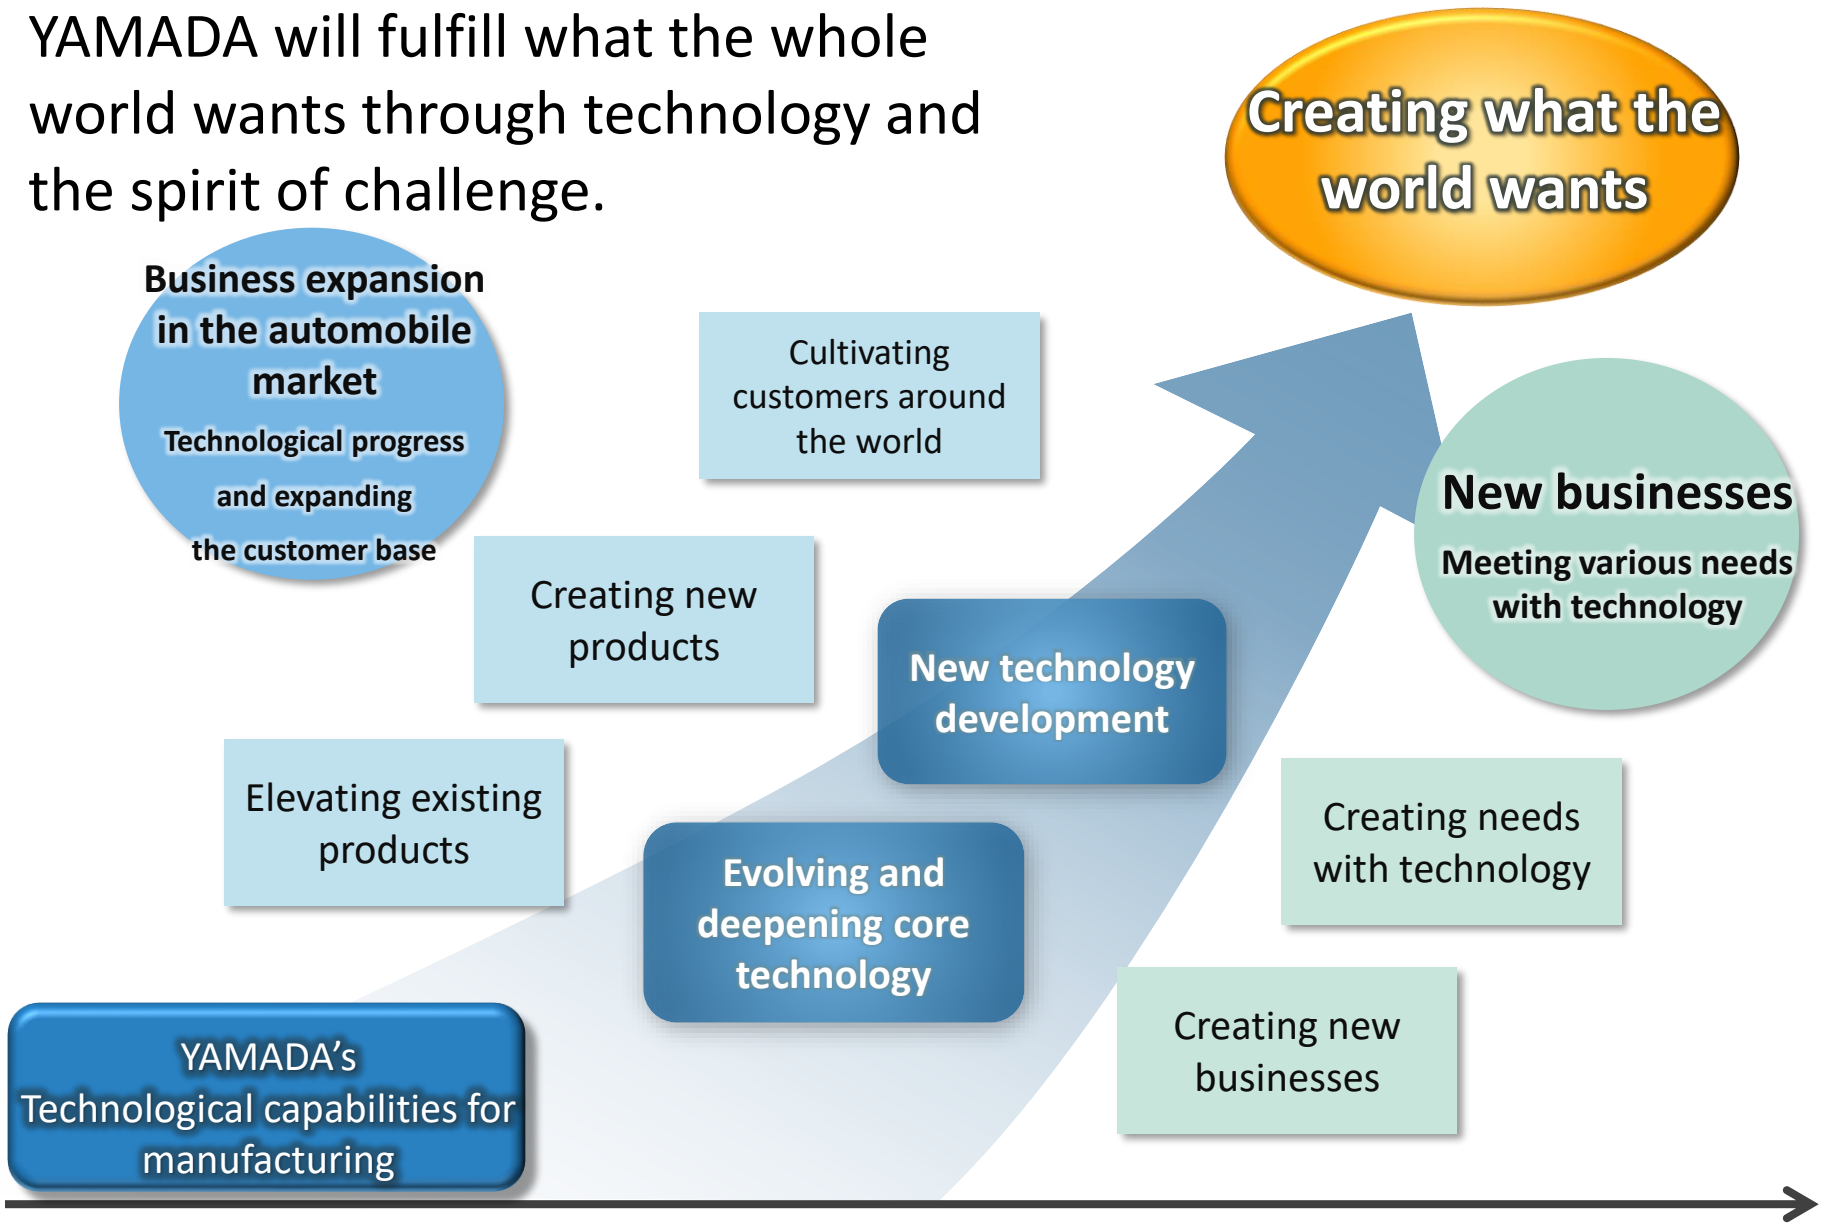 YAMADA will fulfill what the whole
world wants through technology and
the spirit of challenge.
Creating what the
world wants
Business expansion
in the automobile
market
Technological progress
and expanding
the customer base
Cultivating
customers around
the world
New businesses
Meeting various needs
with technology
Creating new
products
New technology
development
Elevating existing
products
Creating needs
with technology
Evolving and
deepening core
technology
Creating new
businesses
YAMADA’s
Technological capabilities for
manufacturing